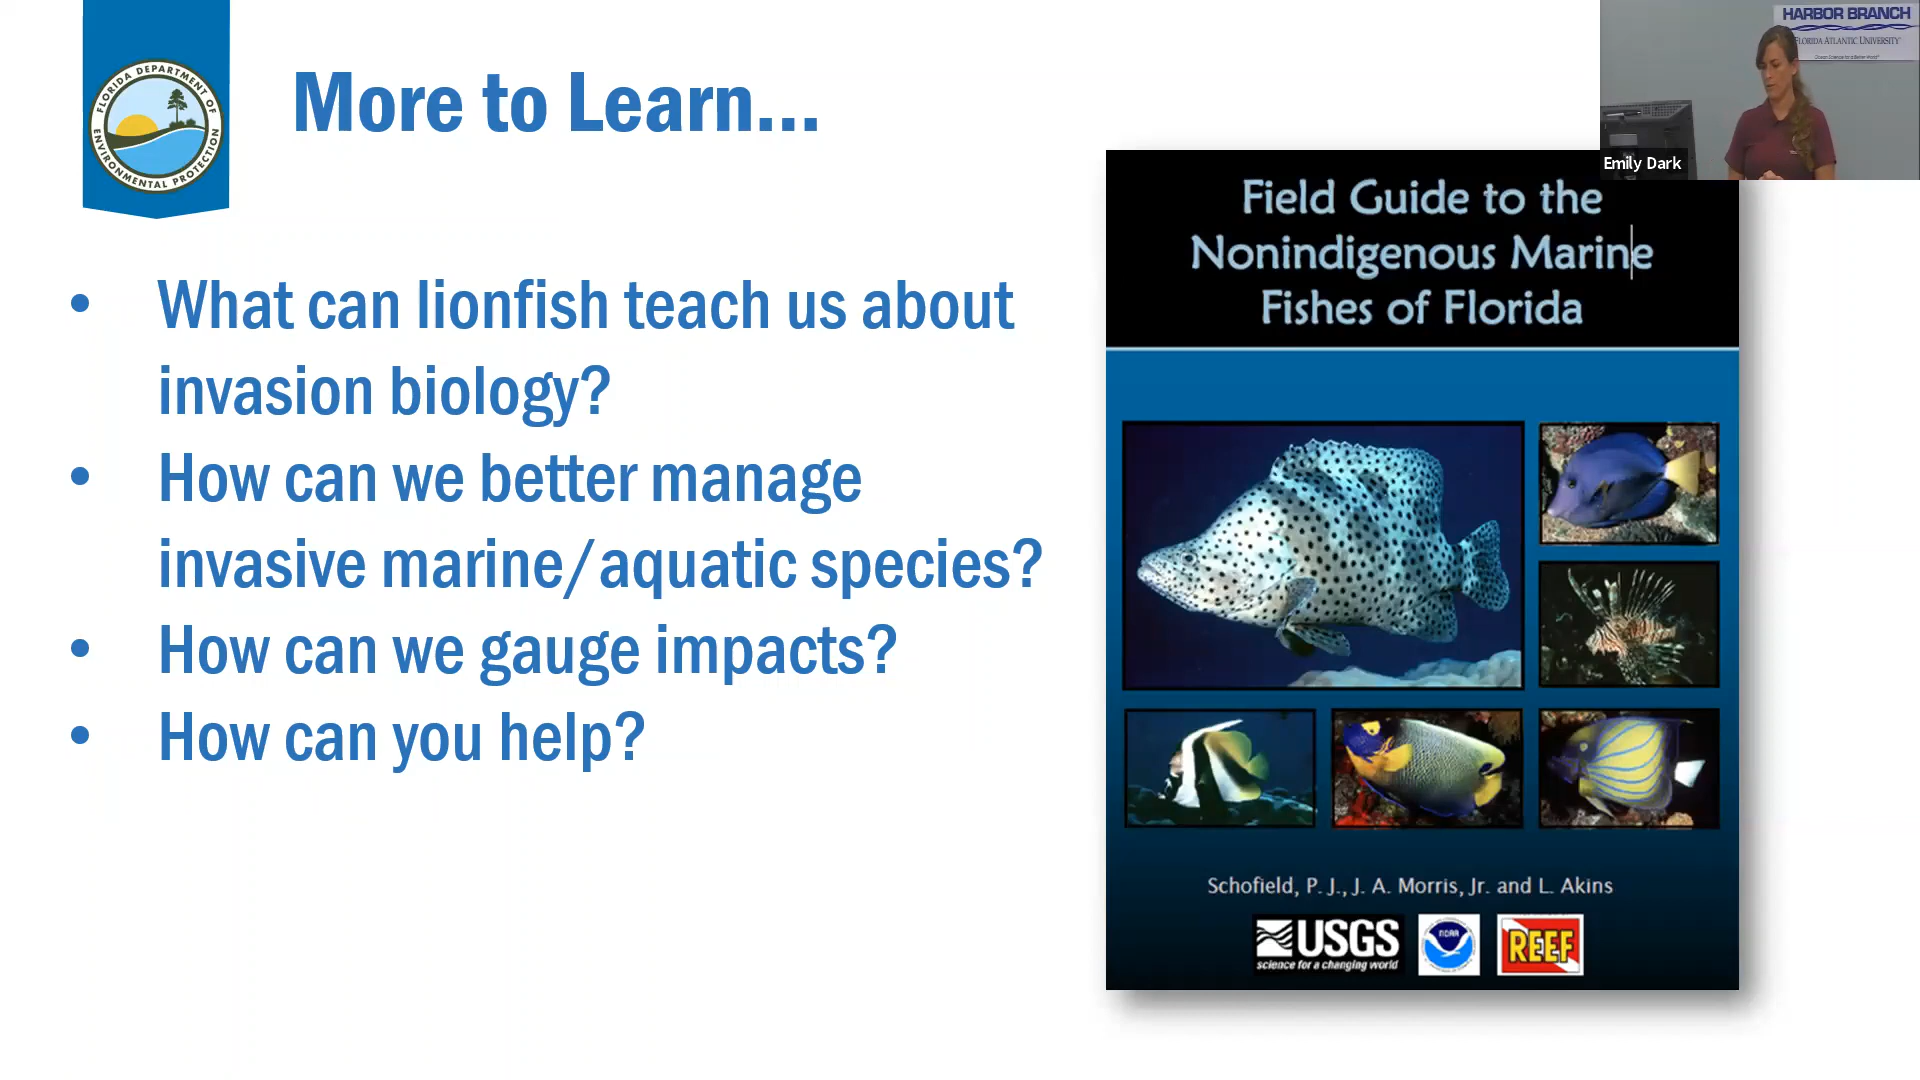 FLORIDA DEPARTMENT OF
ENVIRONMENTAL PROTECTION
More to Learn...
• What can lionfish teach us about
invasion biology?
• How can we better manage
invasive marine/aquatic species?
• How can we gauge impacts?
• How can you help?
HARBOR BRANCH
FLORIDA ATLANTIC UNIVERSITY
Emily Dark
Field Guide to the
Nonindigenous Marine
Fishes of Florida
Schofield, P. J., J. A. Morris, Jr. and L. Akins
USGS
science for a changing world
NOAA
REEF